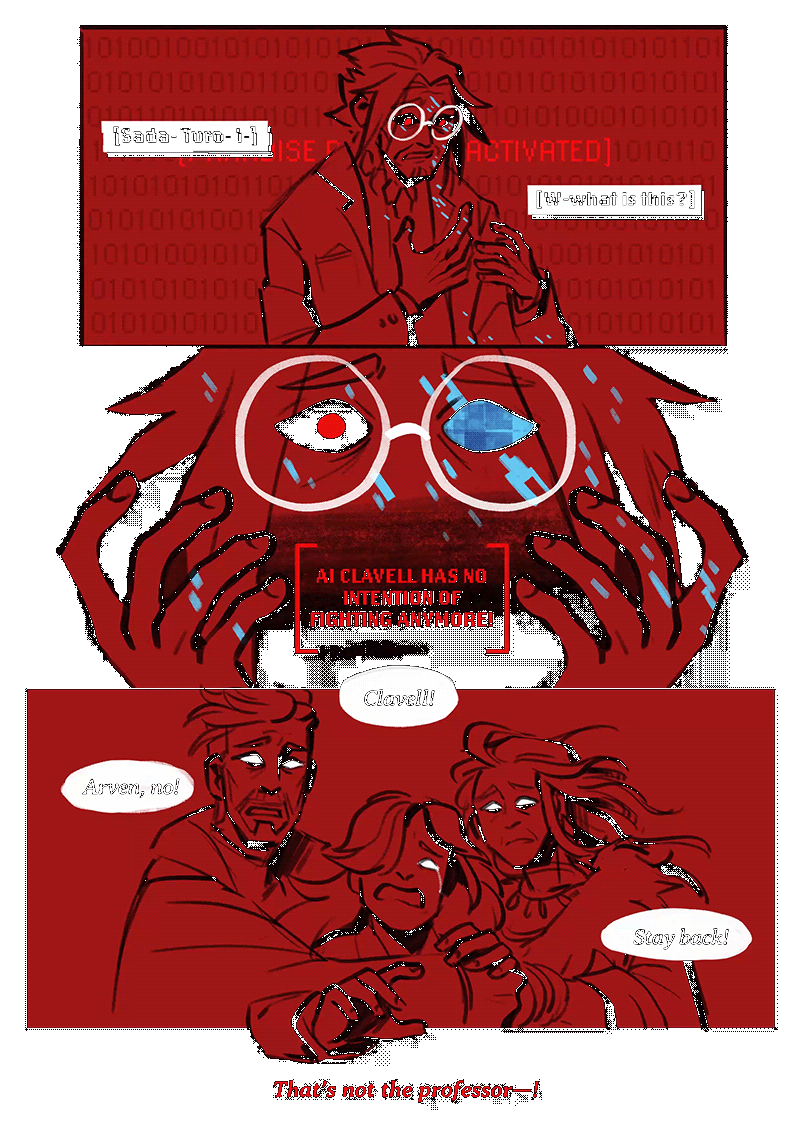 [Sada- Turo- i-]
ISE
ACTIVATED]
[W-what is this?]
AI CLAVELL HAS NO
INTENTION OF
FIGHTING ANYMORE!
Clavell!
Arven, no!
Stay back!
That's not the professor—!